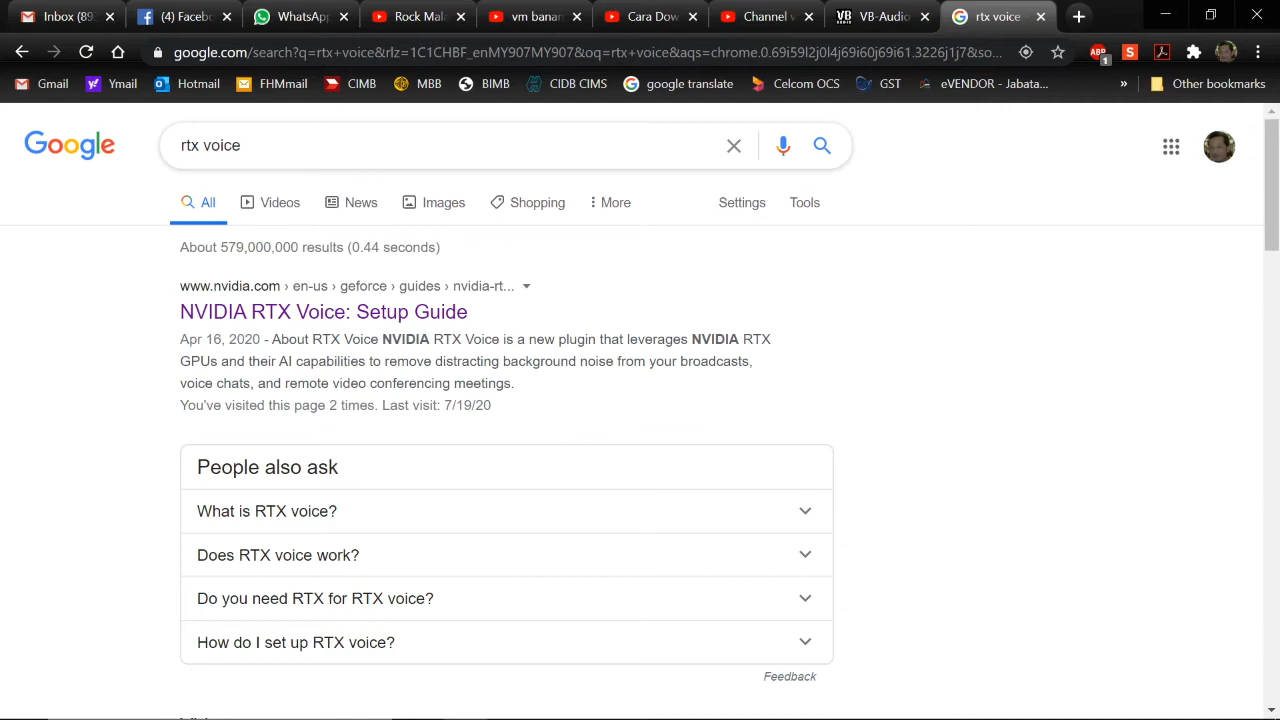 Inbox (89
(4) Faceb
WhatsAp
Rock Mal
vm banan
Cara Dow
Channel v
VB-Audio
rtx voice
google.com/search?q=rtx+voice&rlz=1C1CHBF_enMY907MY907&oq=rtx+voice&aqs=chrome.0.69i59l2j0l4j69i60j69i61.3226j1j7&so...
ABP
1
S
Gmail
Ymail
Hotmail
FHMmail
CIMB
MBB
BIMB
CIDB CIMS
google translate
Celcom OCS
GST
eVENDOR - Jabata...
»
Other bookmarks
Google
rtx voice
All
Videos
News
Images
Shopping
More
Settings
Tools
About 579,000,000 results (0.44 seconds)
www.nvidia.com › en-us › geforce › guides › nvidia-rt...
NVIDIA RTX Voice: Setup Guide
Apr 16, 2020 - About RTX Voice NVIDIA RTX Voice is a new plugin that leverages NVIDIA RTX
GPUs and their AI capabilities to remove distracting background noise from your broadcasts,
voice chats, and remote video conferencing meetings.
You've visited this page 2 times. Last visit: 7/19/20
People also ask
What is RTX voice?
Does RTX voice work?
Do you need RTX for RTX voice?
How do I set up RTX voice?
Feedback